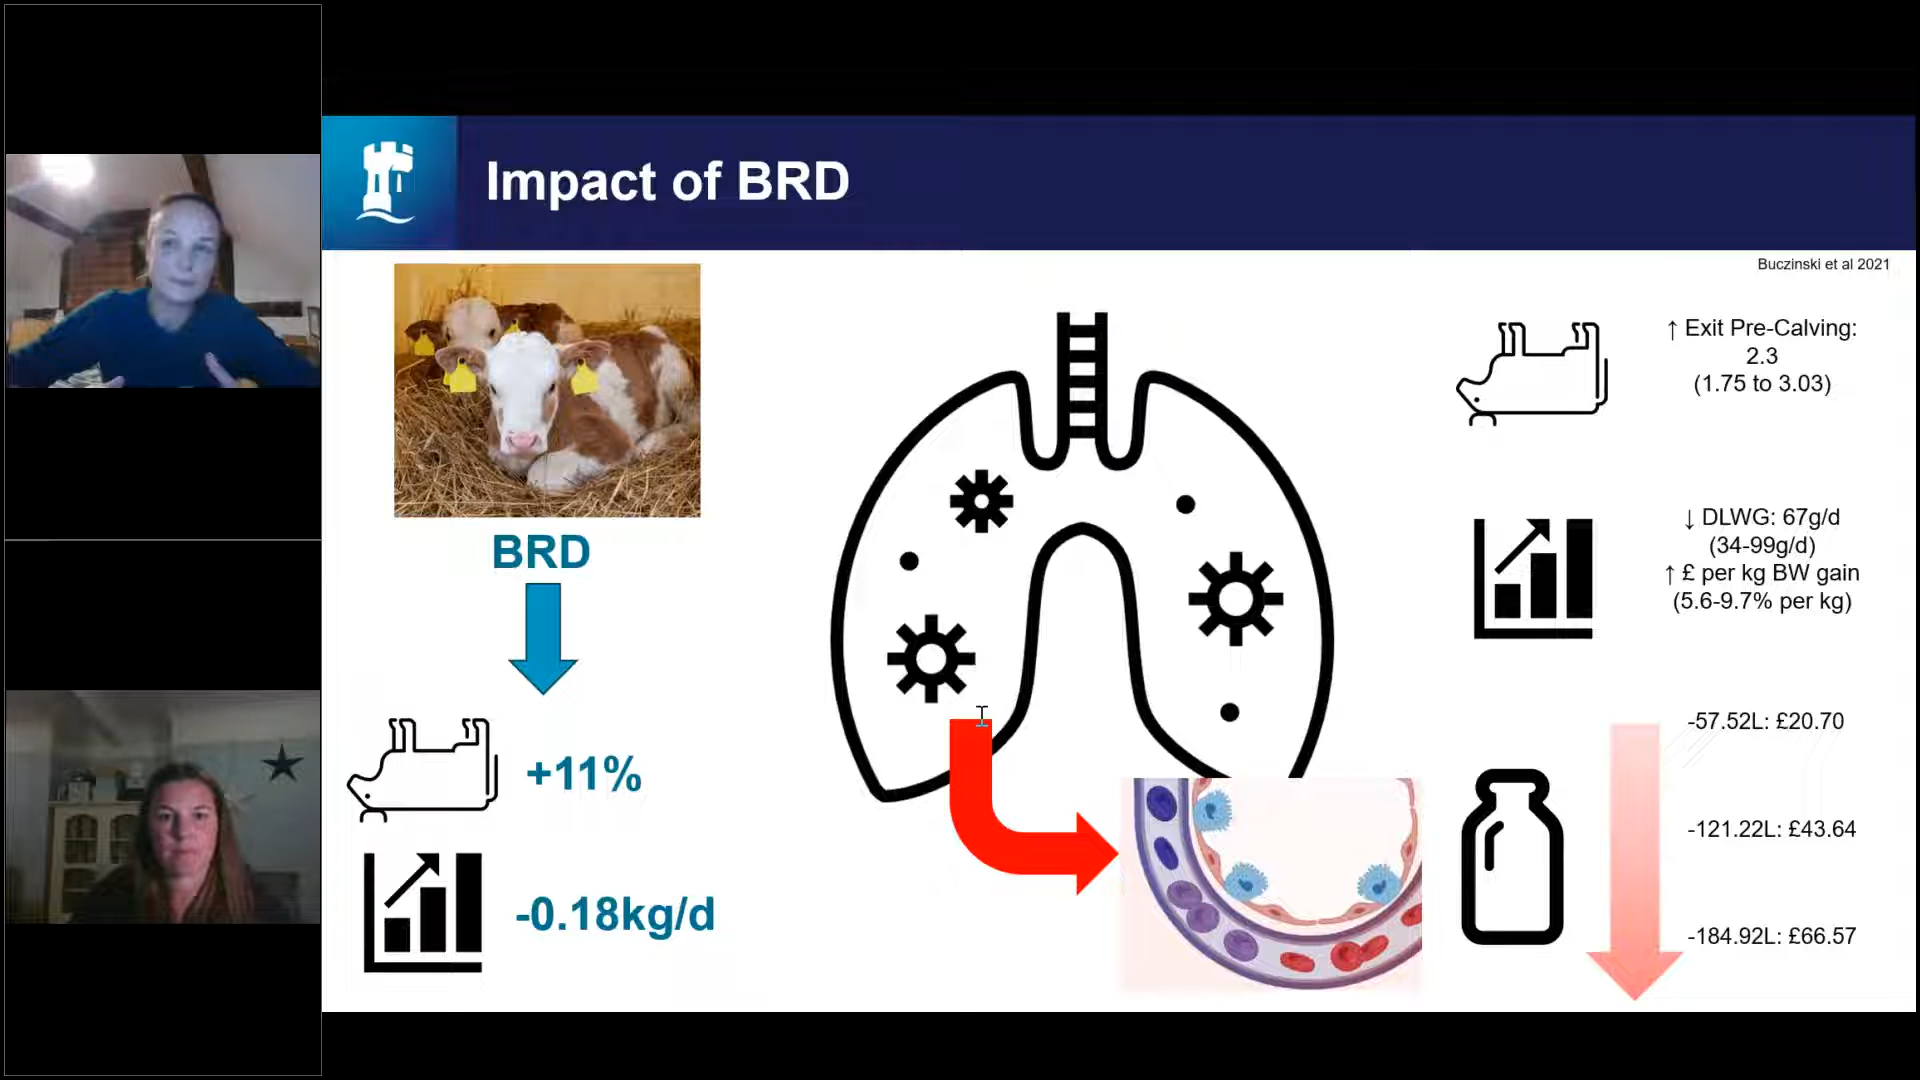 Impact of BRD
Buczinski et al 2021
BRD
+11%
-0.18kg/d
↑ Exit Pre-Calving:
2.3
(1.75 to 3.03)
↓ DLWG: 67g/d
(34-99g/d)
↑ £ per kg BW gain
(5.6-9.7% per kg)
-57.52L: £20.70
-121.22L: £43.64
-184.92L: £66.57